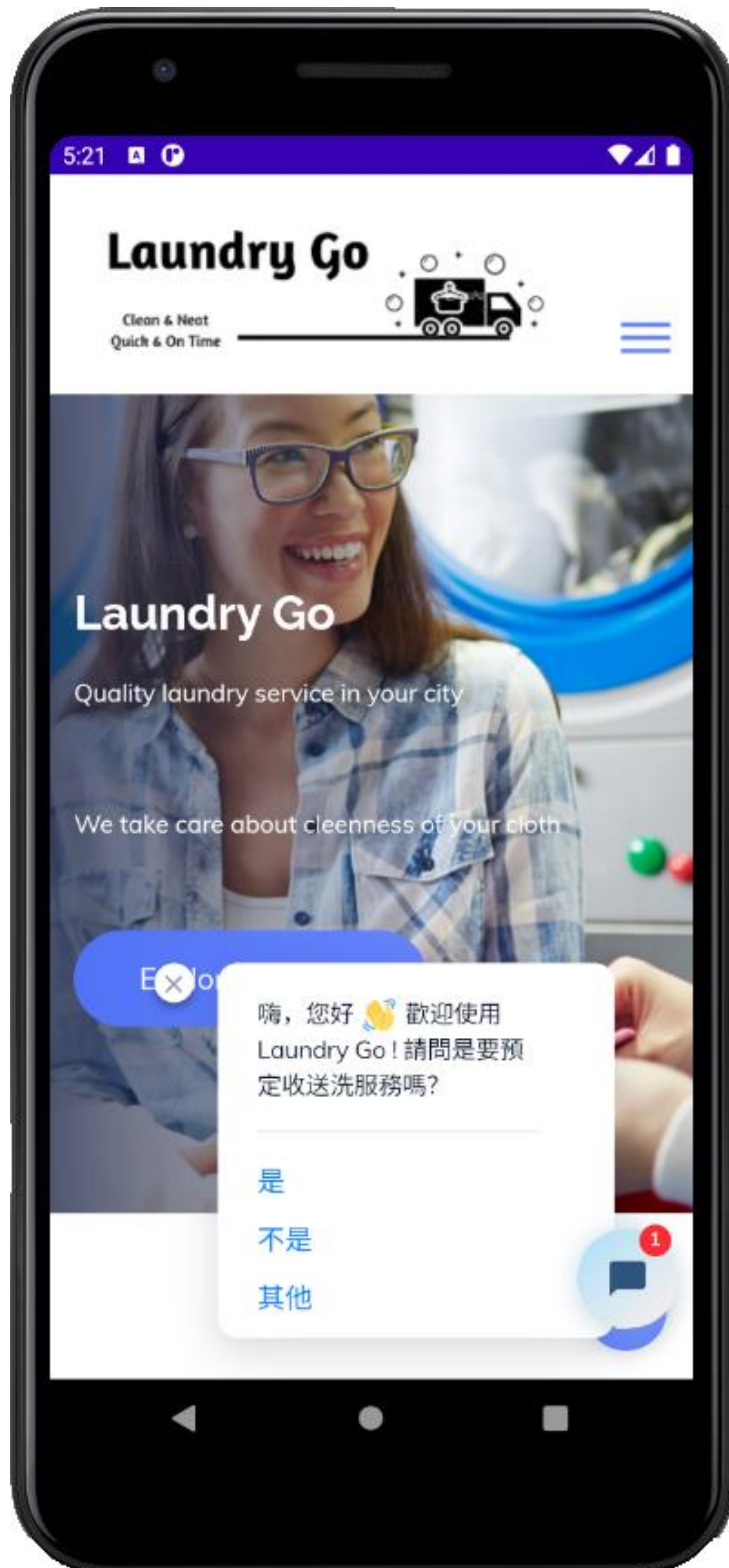 5:21
Laundry Go
Clean & Neat
Quick & On Time
Laundry Go
Quality laundry service in your city
We take care about cleenness of your cloth
嗨，您好 👋 歡迎使用
Laundry Go ! 請問是要預
定收送洗服務嗎？
是
不是
其他
1